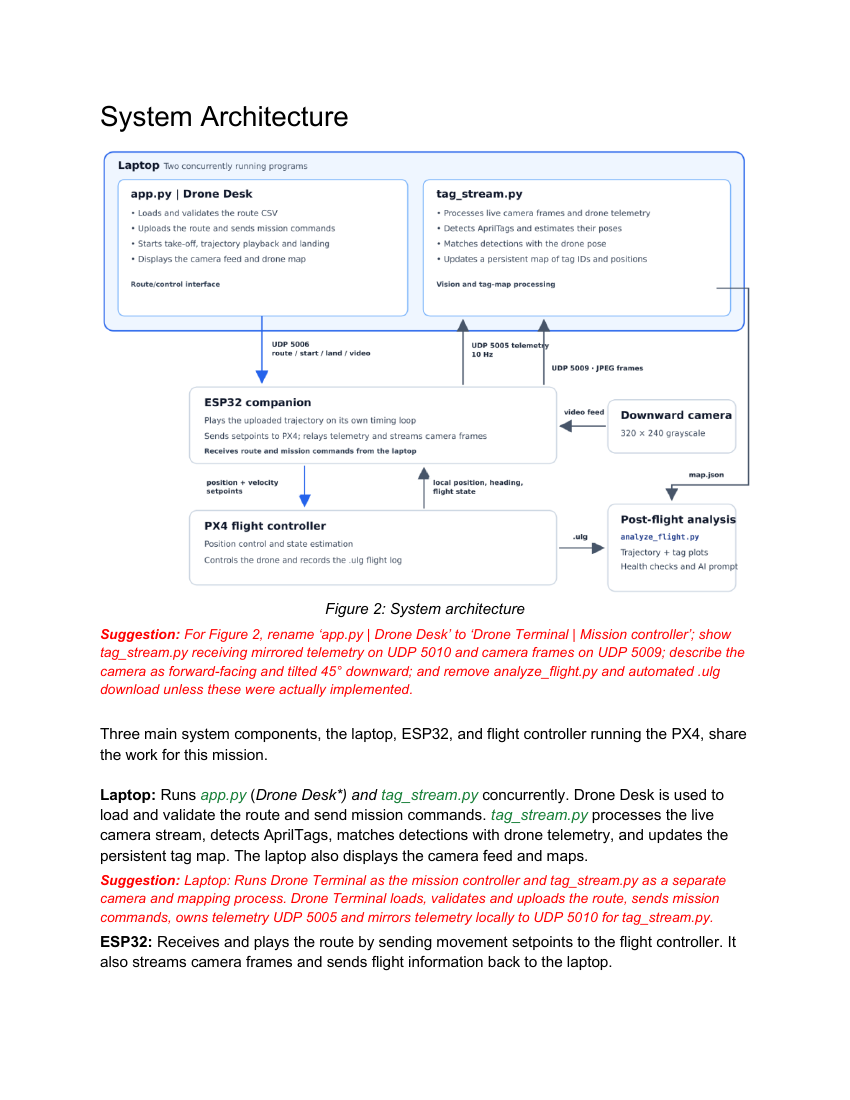 System Architecture
Laptop Two concurrently running programs
app.py | Drone Desk
• Loads and validates the route CSV
• Uploads the route and sends mission commands
• Starts take-off, trajectory playback and landing
• Displays the camera feed and drone map
Route/control interface
tag_stream.py
• Processes live camera frames and drone telemetry
• Detects AprilTags and estimates their poses
• Matches detections with the drone pose
• Updates a persistent map of tag IDs and positions
Vision and tag-map processing
UDP 5006
route / start / land / video
UDP 5005 telemetry
10 Hz
UDP 5009 · JPEG frames
ESP32 companion
Plays the uploaded trajectory on its own timing loop
Sends setpoints to PX4; relays telemetry and streams camera frames
Receives route and mission commands from the laptop
video feed
Downward camera
320 × 240 grayscale
map.json
position + velocity
setpoints
local position, heading,
flight state
PX4 flight controller
Position control and state estimation
Controls the drone and records the .ulg flight log
.ulg
Post-flight analysis
analyze_flight.py
Trajectory + tag plots
Health checks and AI prompt
Figure 2: System architecture
Suggestion: For Figure 2, rename ‘app.py | Drone Desk’ to ‘Drone Terminal | Mission controller’; show
tag_stream.py receiving mirrored telemetry on UDP 5010 and camera frames on UDP 5009; describe the
camera as forward-facing and tilted 45° downward; and remove analyze_flight.py and automated .ulg
download unless these were actually implemented.
Three main system components, the laptop, ESP32, and flight controller running the PX4, share
the work for this mission.
Laptop: Runs app.py (Drone Desk*) and tag_stream.py concurrently. Drone Desk is used to
load and validate the route and send mission commands. tag_stream.py processes the live
camera stream, detects AprilTags, matches detections with drone telemetry, and updates the
persistent tag map. The laptop also displays the camera feed and maps.
Suggestion: Laptop: Runs Drone Terminal as the mission controller and tag_stream.py as a separate
camera and mapping process. Drone Terminal loads, validates and uploads the route, sends mission
commands, owns telemetry UDP 5005 and mirrors telemetry locally to UDP 5010 for tag_stream.py.
ESP32: Receives and plays the route by sending movement setpoints to the flight controller. It
also streams camera frames and sends flight information back to the laptop.